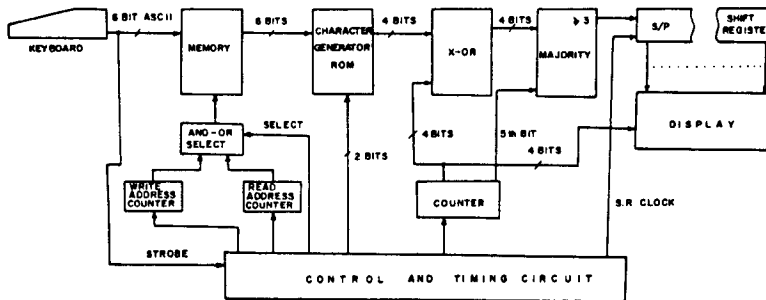 6 BIT ASCII
KEYBOARD
MEMORY
6 BITS
CHARACTER
GENERATOR
ROM
4 BITS
X-OR
4 BITS
MAJORITY
⩾ 3
S/P
SHIFT
REGISTE
DISPLAY
AND-OR
SELECT
SELECT
WRITE
ADDRESS
COUNTER
READ
ADDRESS
COUNTER
2 BITS
4 BITS
5th BIT
4 BITS
COUNTER
S.R CLOCK
STROBE
CONTROL AND TIMING CIRCUIT